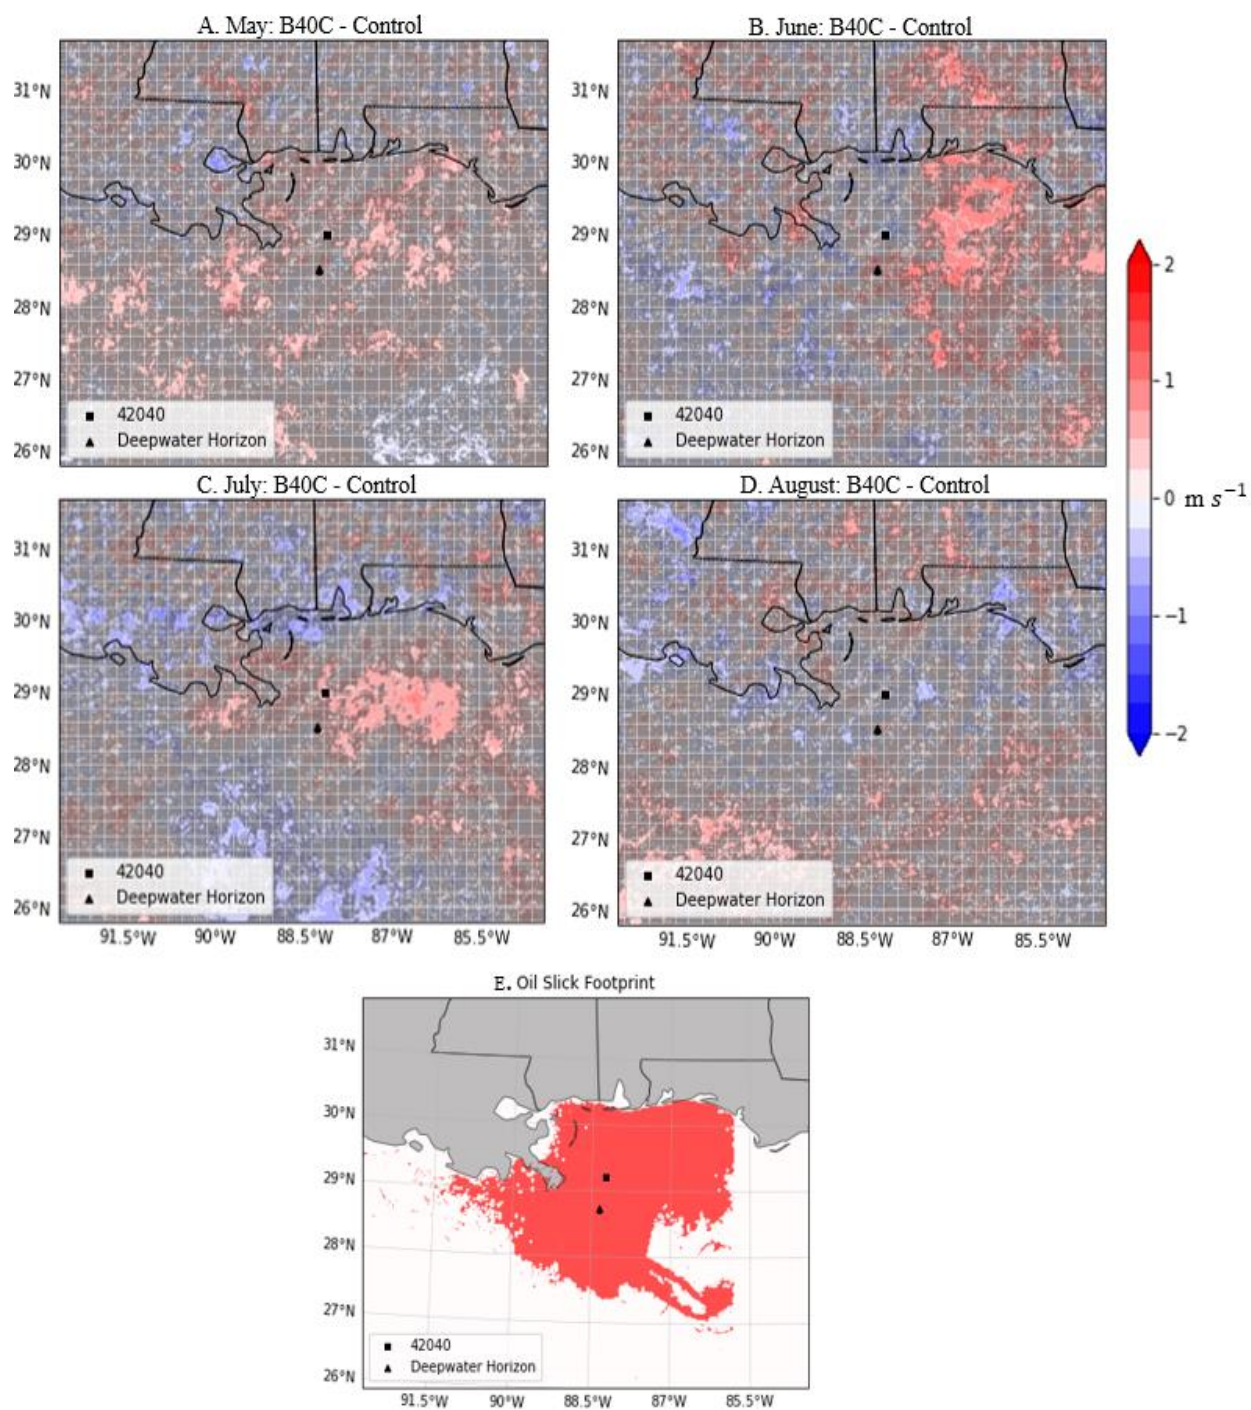 A. May: B40C - Control
B. June: B40C - Control
31°N
30°N
29°N
28°N
27°N
26°N
42040
Deepwater Horizon
31°N
30°N
29°N
28°N
27°N
26°N
42040
Deepwater Horizon
2
1
0
−1
−2
m s⁻¹
C. July: B40C - Control
D. August: B40C - Control
31°N
30°N
29°N
28°N
27°N
26°N
42040
Deepwater Horizon
91.5°W 90°W 88.5°W 87°W 85.5°W
31°N
30°N
29°N
28°N
27°N
26°N
42040
Deepwater Horizon
91.5°W 90°W 88.5°W 87°W 85.5°W
E. Oil Slick Footprint
31°N
30°N
29°N
28°N
27°N
26°N
42040
Deepwater Horizon
91.5°W 90°W 88.5°W 87°W 85.5°W